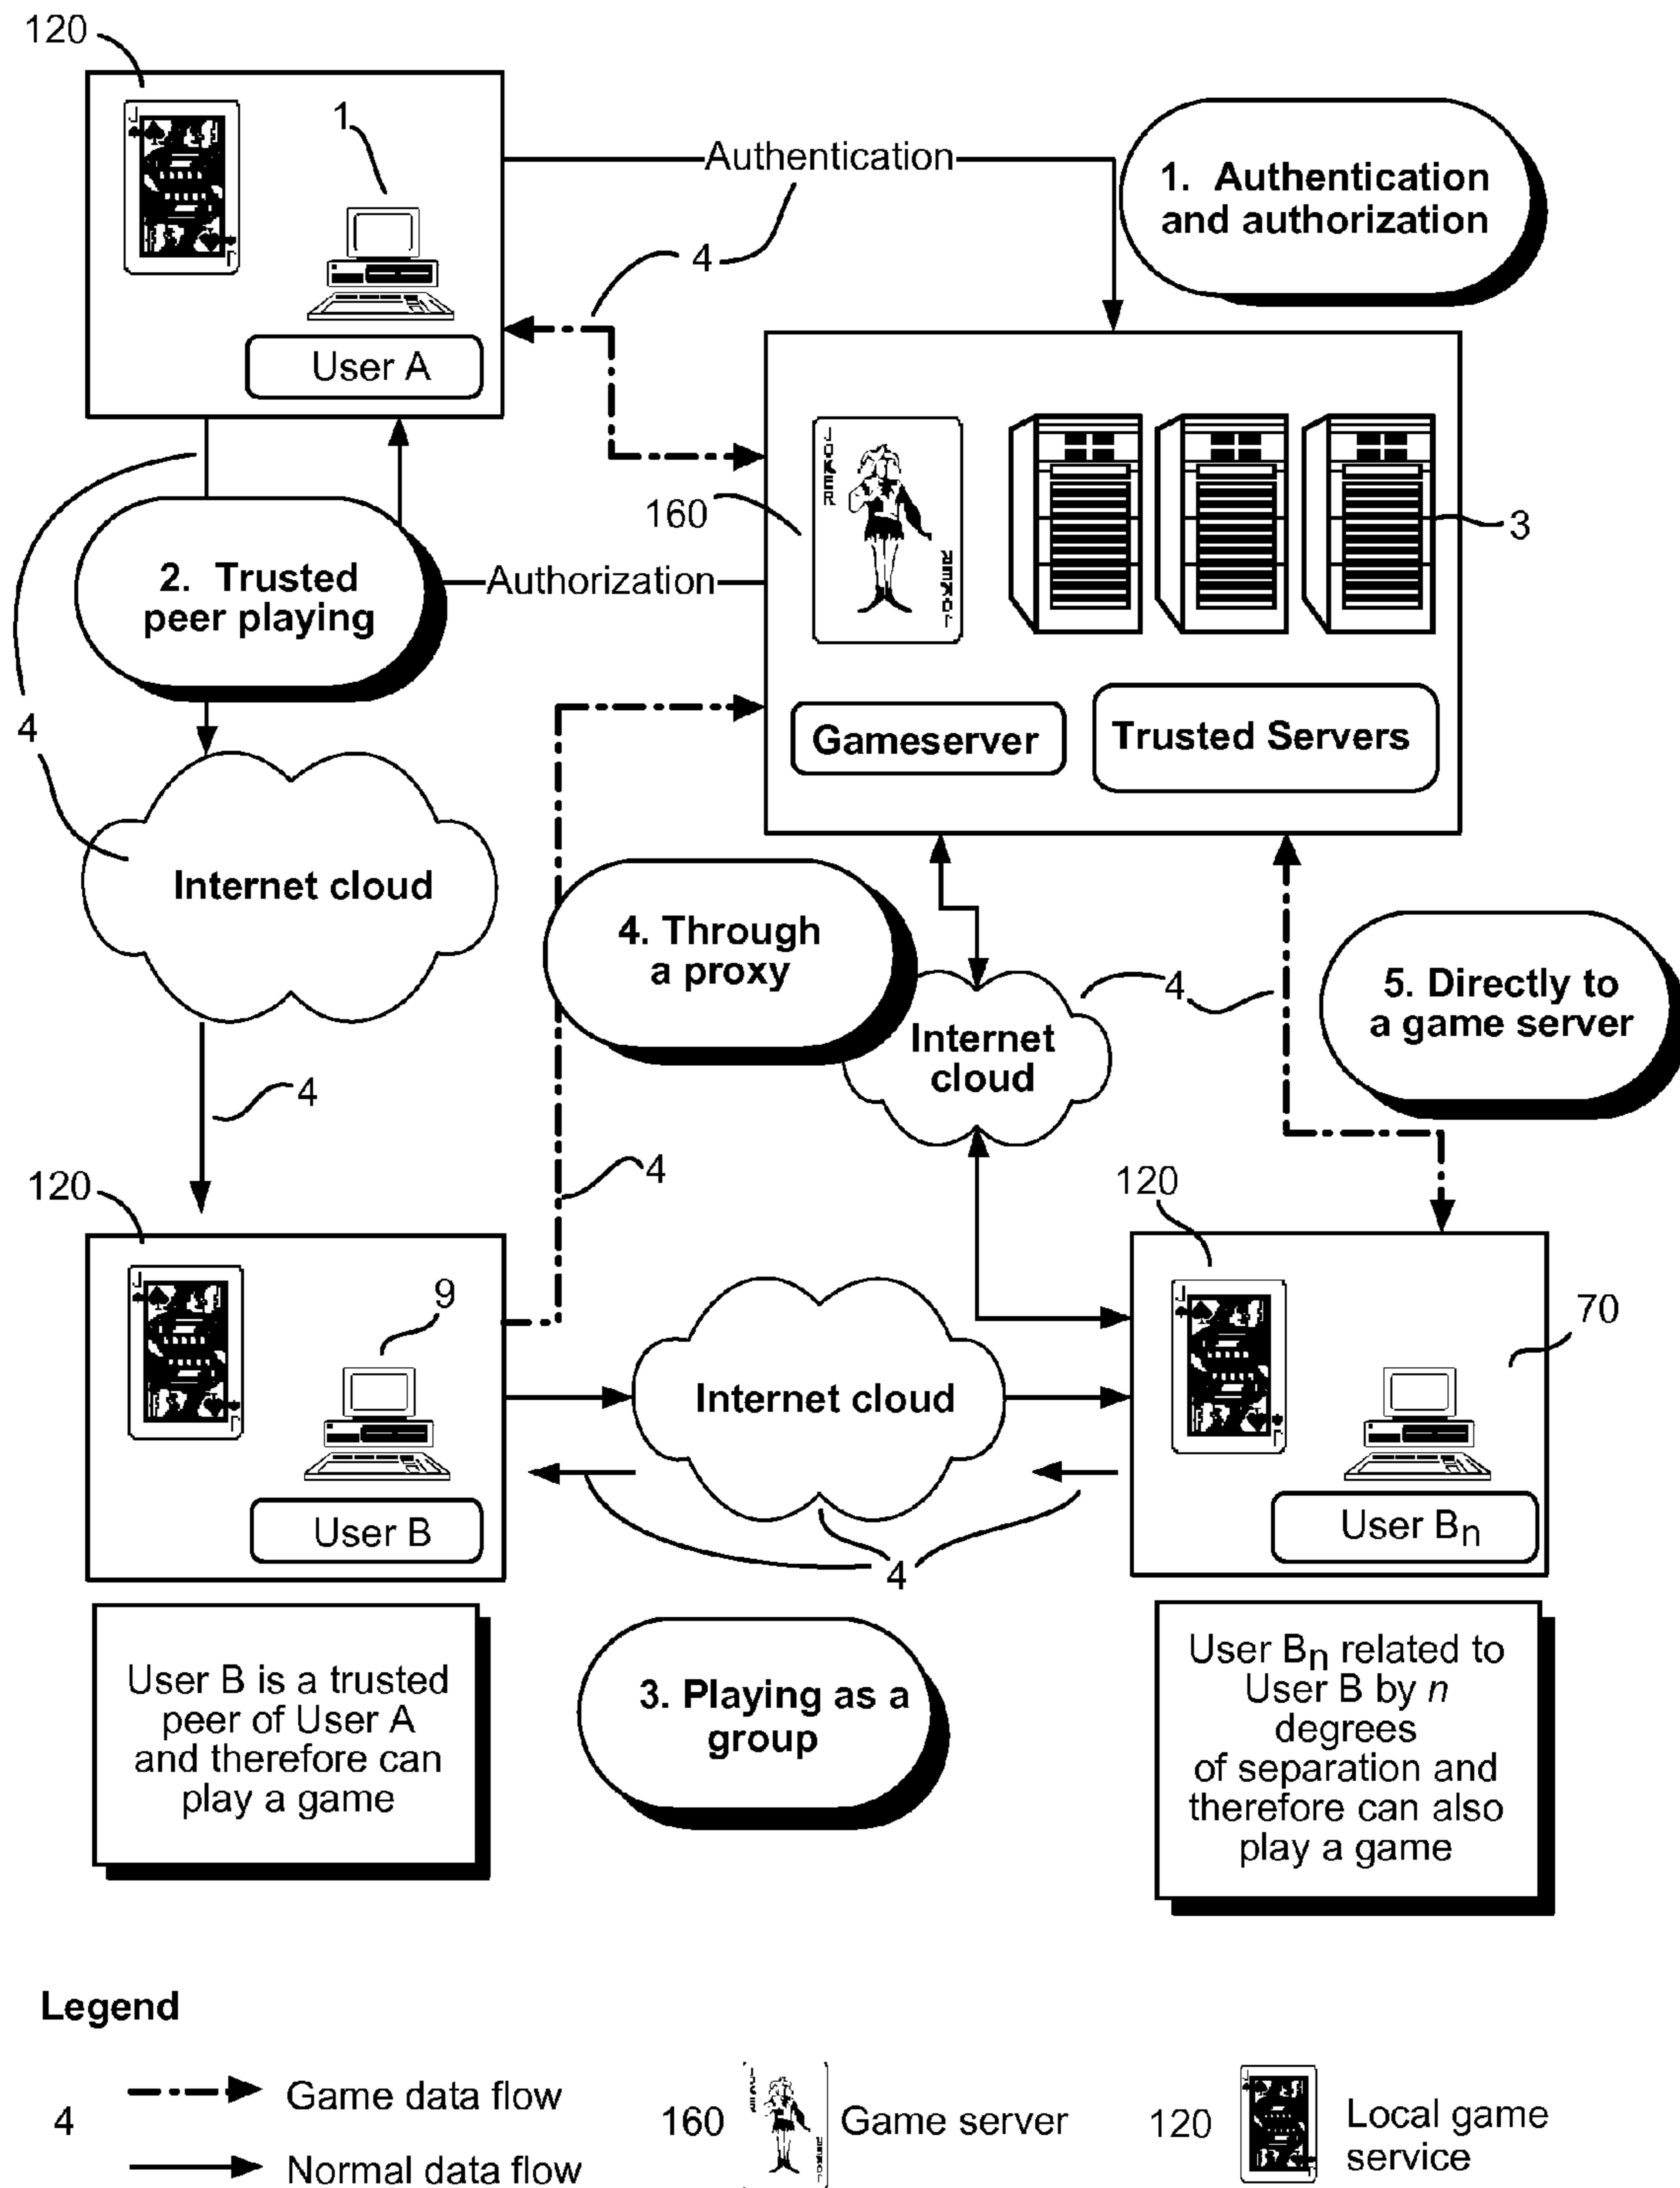 120
1
Authentication
1. Authentication
and authorization
4
User A
JOKER
JOKER
160
3
2. Trusted
peer playing
Authorization
4
Gameserver
Trusted Servers
Internet cloud
4. Through
a proxy
4
5. Directly to
a game server
Internet
cloud
4
4
120
120
9
70
Internet cloud
User B
User Bn
4
User B is a trusted
peer of User A
and therefore can
play a game
3. Playing as a
group
User Bn related to
User B by n
degrees
of separation and
therefore can also
play a game
Legend
4
Game data flow
Normal data flow
160
Game server
120
Local game
service